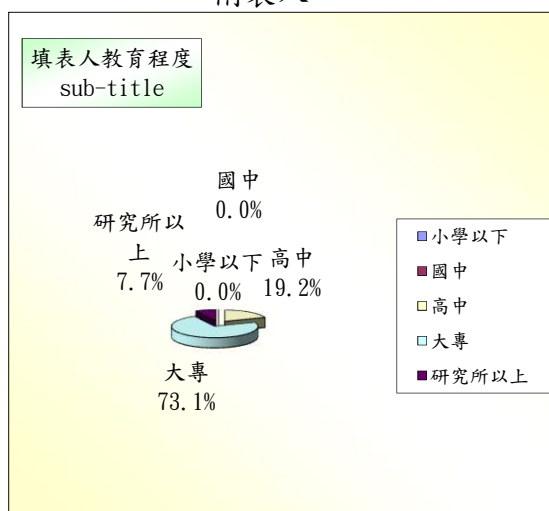 填表人教育程度
sub-title
國中
0.0%
研究所以
上
7.7%
小學以下
0.0%
高中
19.2%
大專
73.1%
小學以下
國中
高中
大專
研究所以上